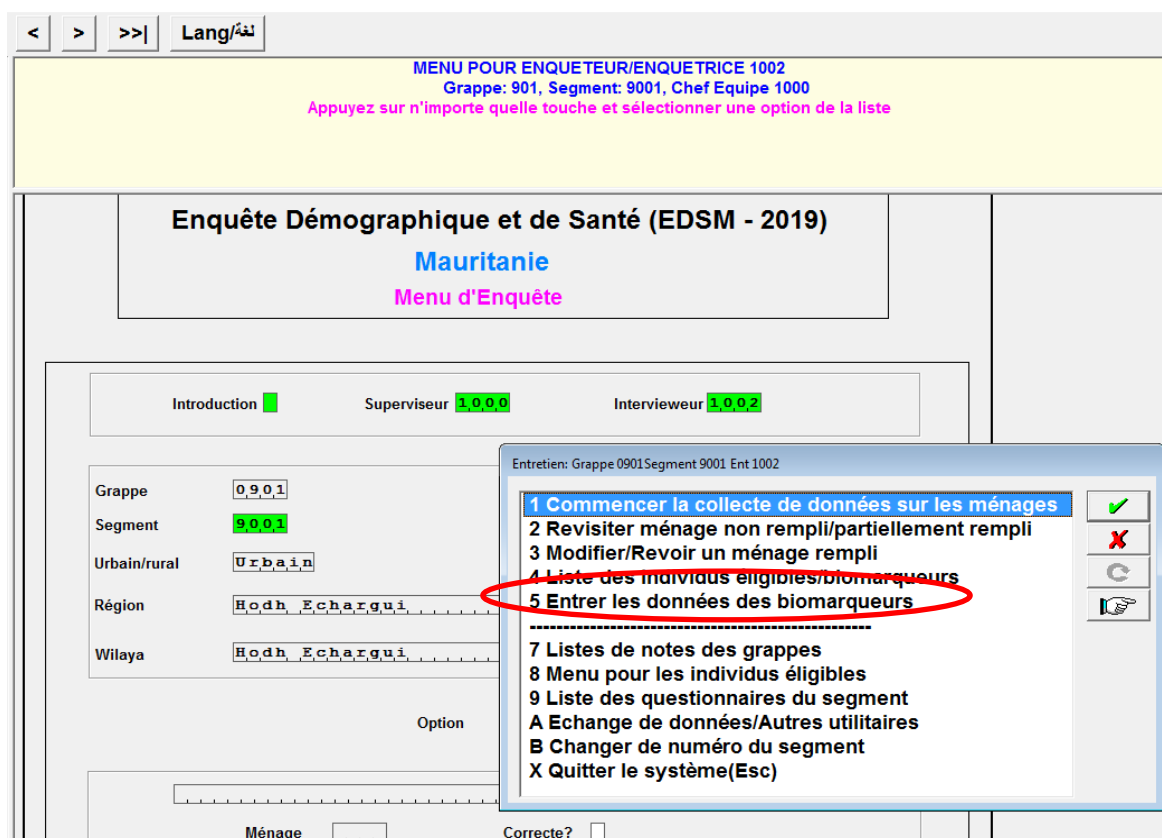 < > >>| Lang/لغة
MENU POUR ENQUETEUR/ENQUETRICE 1002
Grappe: 901, Segment: 9001, Chef Equipe 1000
Appuyez sur n'importe quelle touche et sélectionner une option de la liste
Enquête Démographique et de Santé (EDSM - 2019)
Mauritanie
Menu d'Enquête
Introduction Superviseur 1000 Intervieweur 1002
Grappe 0901
Segment 9001
Urbain/rural Urbain
Région Hodh Echargui
Wilaya Hodh Echargui
Option
Ménage Correcte?
Entretien: Grappe 0901Segment 9001 Ent 1002
1 Commencer la collecte de données sur les ménages
2 Revisiter ménage non rempli/partiellement rempli
3 Modifier/Revoir un ménage rempli
4 Liste des individus éligibles/biomarqueurs
5 Entrer les données des biomarqueurs
---------------------------------------------------
7 Listes de notes des grappes
8 Menu pour les individus éligibles
9 Liste des questionnaires du segment
A Echange de données/Autres utilitaires
B Changer de numéro du segment
X Quitter le système(Esc)